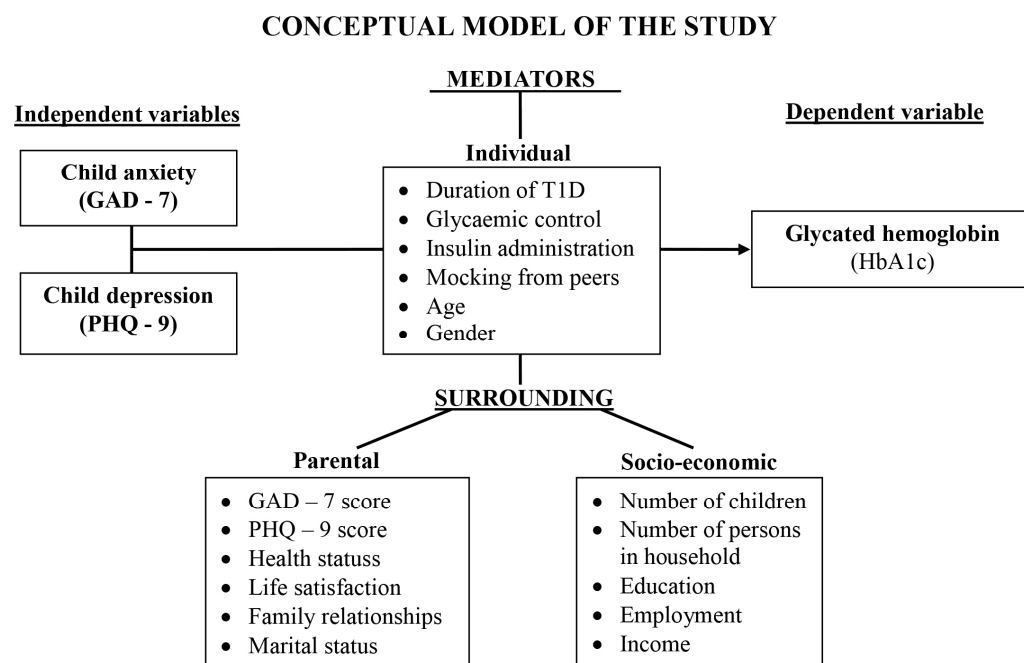 CONCEPTUAL MODEL OF THE STUDY
MEDIATORS
Independent variables
Dependent variable
Child anxiety
(GAD - 7)
Child depression
(PHQ - 9)
Individual
• Duration of T1D
• Glycaemic control
• Insulin administration
• Mocking from peers
• Age
• Gender
Glycated hemoglobin
(HbA1c)
SURROUNDING
Parental
• GAD – 7 score
• PHQ – 9 score
• Health statuss
• Life satisfaction
• Family relationships
• Marital status
Socio-economic
• Number of children
• Number of persons
in household
• Education
• Employment
• Income